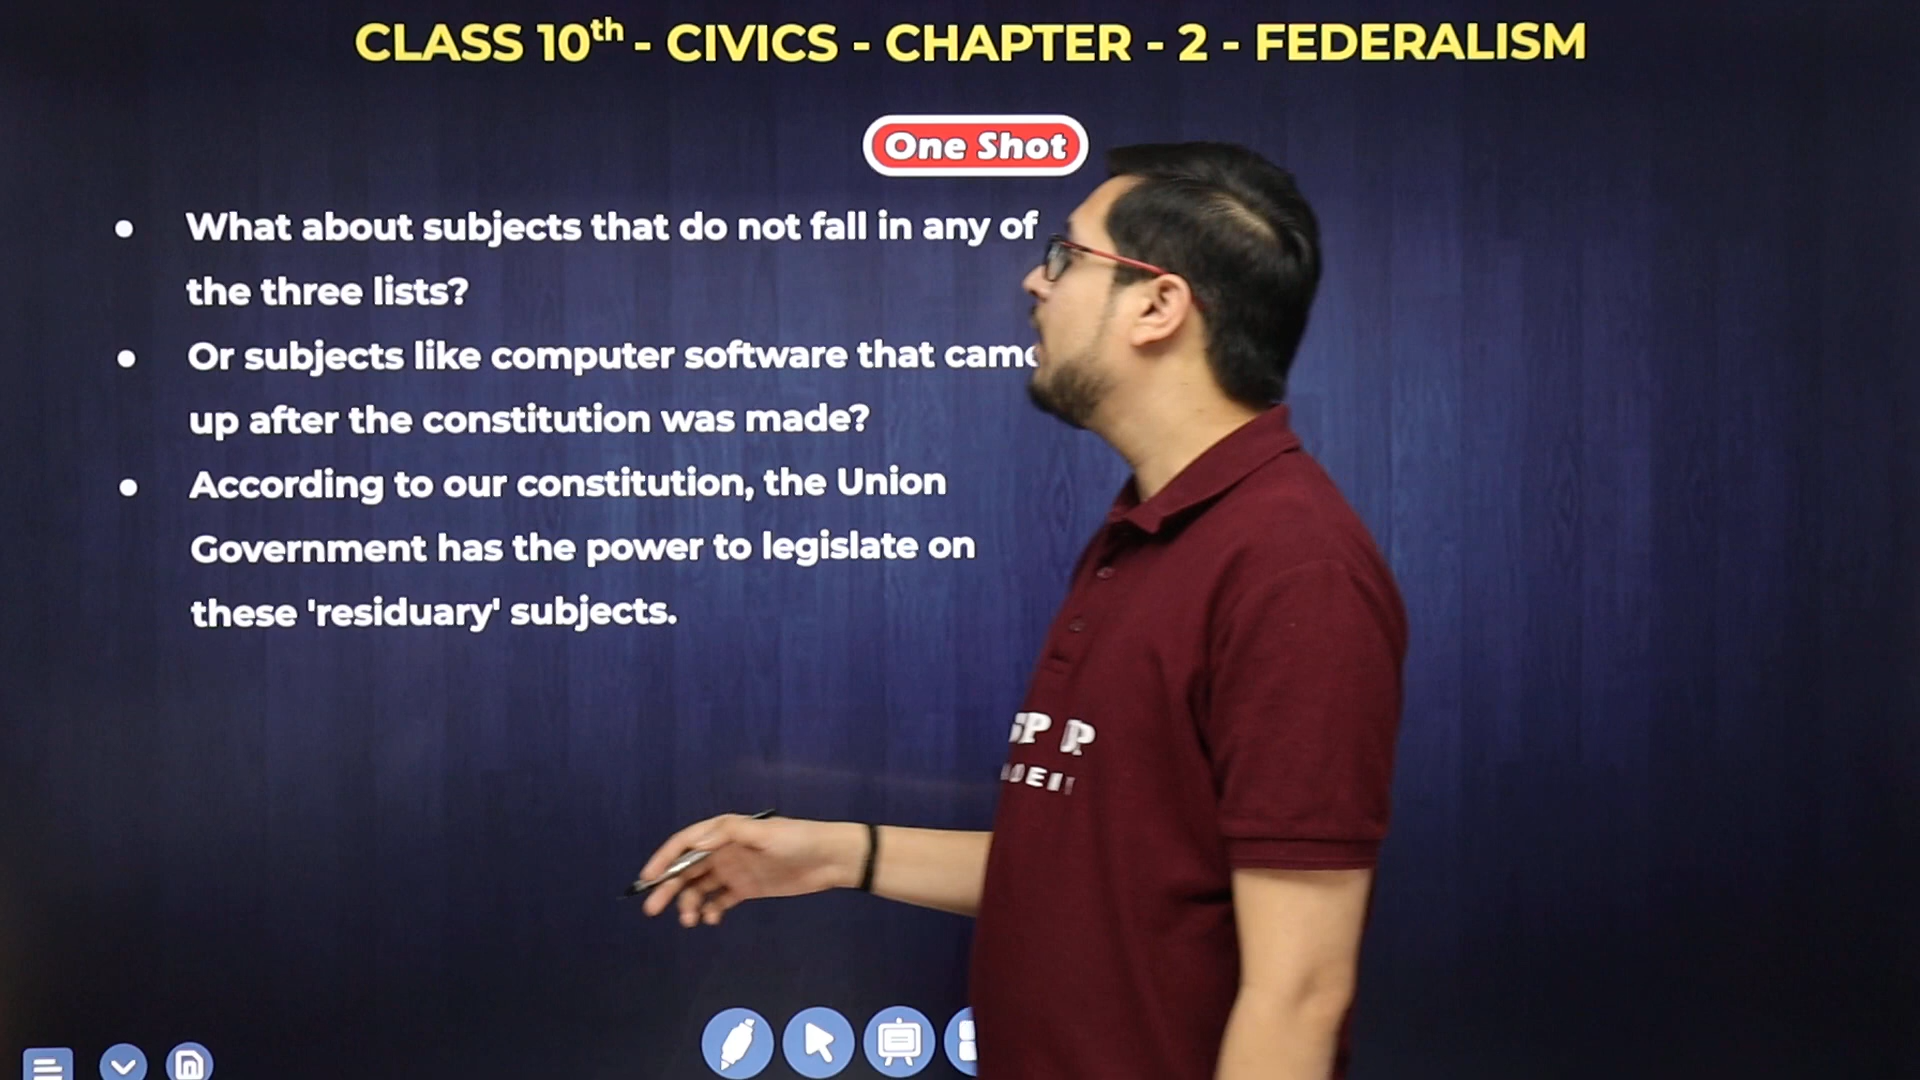 CLASS 10th - CIVICS - CHAPTER - 2 - FEDERALISM
One Shot
● What about subjects that do not fall in any of
the three lists?
● Or subjects like computer software that came
up after the constitution was made?
● According to our constitution, the Union
Government has the power to legislate on
these 'residuary' subjects.